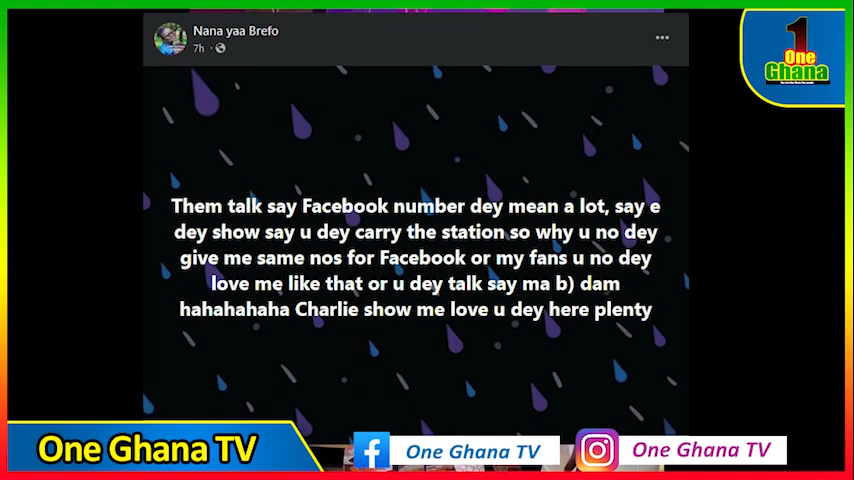 Nana yaa Brefo
7h
1
One
Ghana
Them talk say Facebook number dey mean a lot, say e
dey show say u dey carry the station so why u no dey
give me same nos for Facebook or my fans u no dey
love me like that or u dey talk say ma b) dam
hahahahaha Charlie show me love u dey here plenty
One Ghana TV
One Ghana TV
One Ghana TV